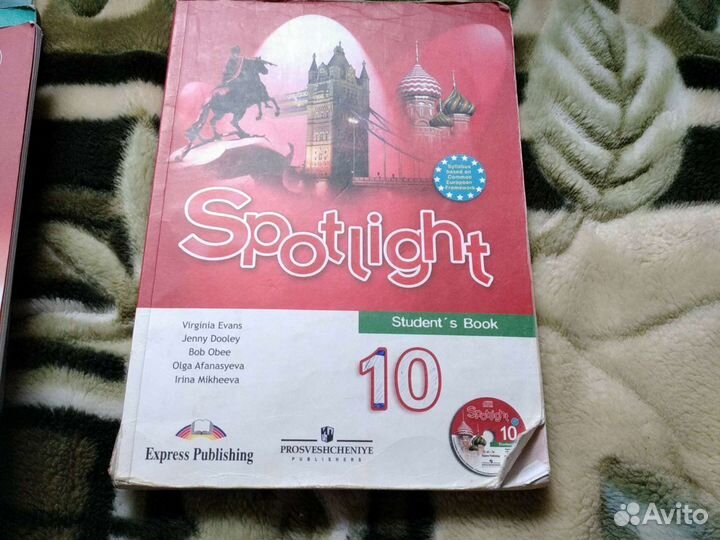 Syllabus
based on
Common
European
Framework
Spotlight
Student´s Book
Virginia Evans
Jenny Dooley
Bob Obee
Olga Afanasyeva
Irina Mikheeva
10
Spotlight
10
Express Publishing
PROSVESHCHENIYE
PUBLISHERS
Avito